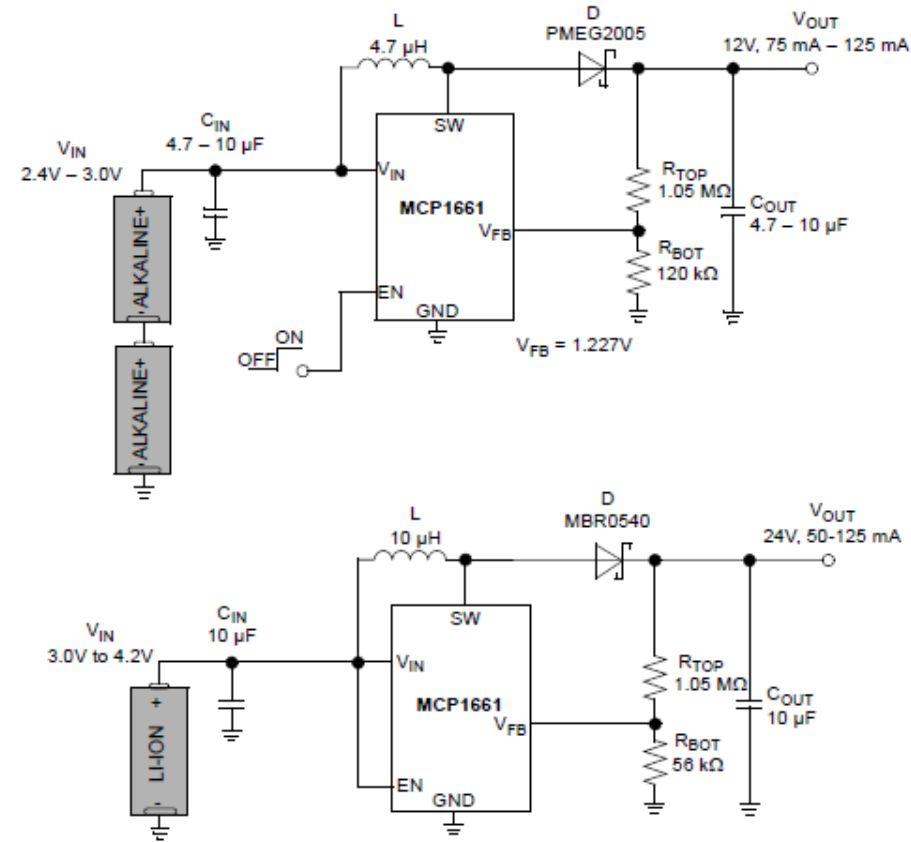 L
4.7 µH
D
PMEG2005
VOUT
12V, 75 mA – 125 mA
SW
CIN
4.7 – 10 µF
VIN
2.4V – 3.0V
VIN
MCP1661
VFB
EN
GND
RTOP
1.05 MΩ
COUT
4.7 – 10 µF
RBOT
120 kΩ
ON
OFF
VFB = 1.227V
ALKALINE+
-
ALKALINE+
-
L
10 µH
D
MBR0540
VOUT
24V, 50-125 mA
SW
CIN
10 µF
VIN
3.0V to 4.2V
VIN
MCP1661
VFB
EN
GND
RTOP
1.05 MΩ
COUT
10 µF
RBOT
56 kΩ
+
LI-ION
-